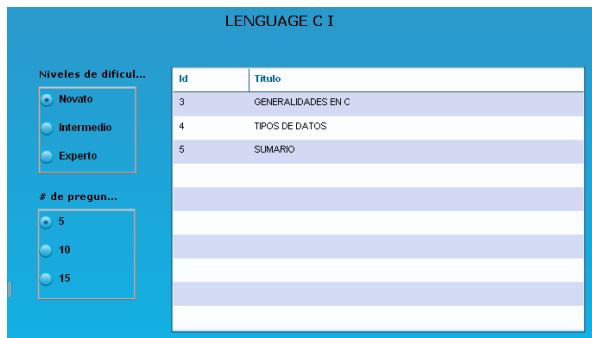 LENGUAGE C I
Niveles de dificul...
Novato
Intermedio
Experto
# de pregun...
5
10
15
Id Titulo
3 GENERALIDADES EN C
4 TIPOS DE DATOS
5 SUMARIO